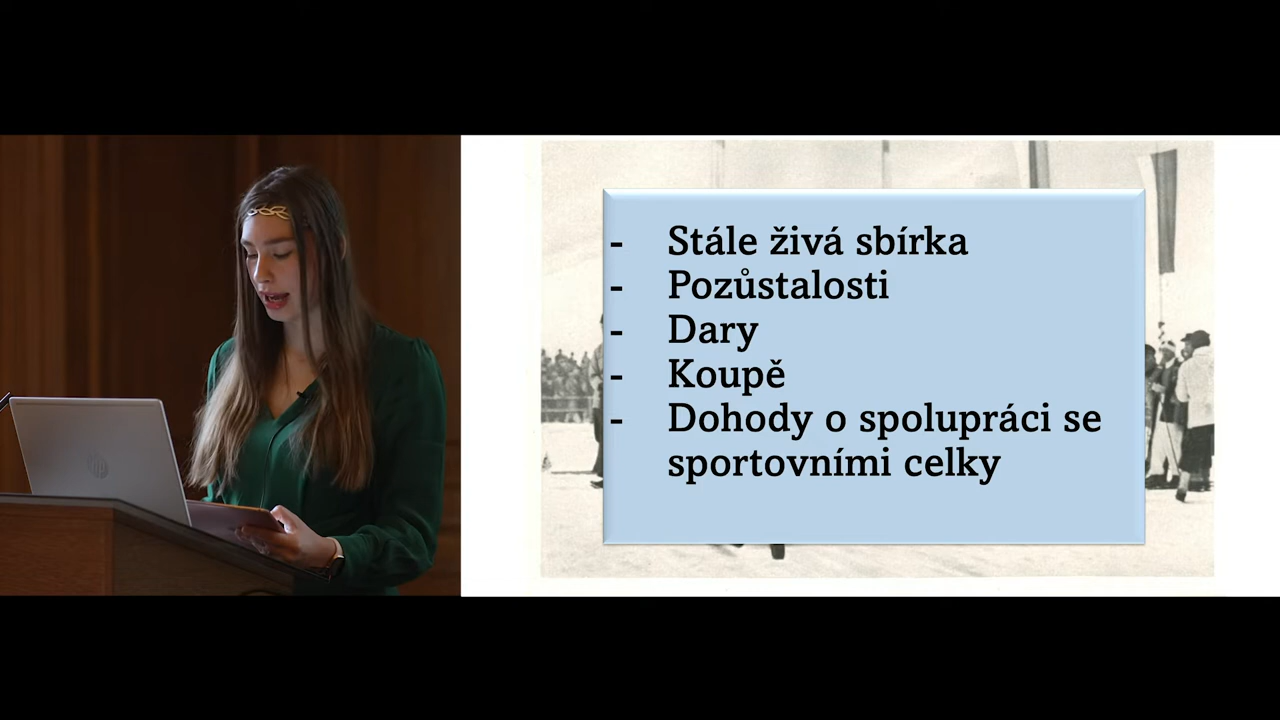 - Stále živá sbírka
- Pozůstalosti
- Dary
- Koupě
- Dohody o spolupráci se
sportovními celky